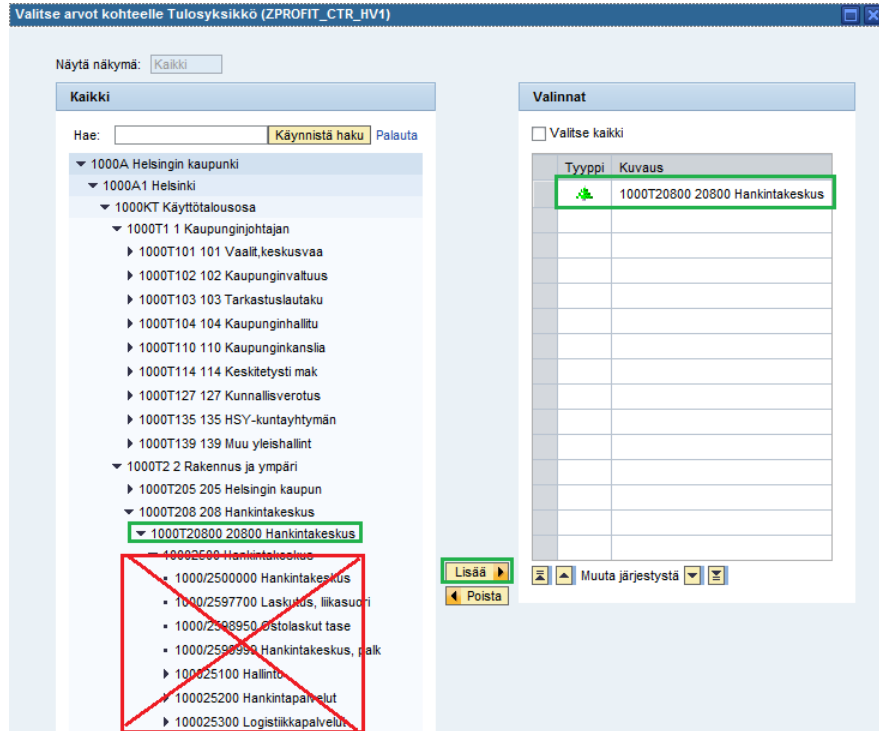 Valitse arvot kohteelle Tulosyksikkö (ZPROFIT_CTR_HV1)
Näytä näkymä: Kaikki
Kaikki
Hae: Käynnistä haku Palauta
1000A Helsingin kaupunki
1000A1 Helsinki
1000KT Käyttötalousosa
1000T1 1 Kaupunginjohtajan
1000T101 101 Vaalit,keskusvaa
1000T102 102 Kaupunginvaltuus
1000T103 103 Tarkastuslautaku
1000T104 104 Kaupunginhallitu
1000T110 110 Kaupunginkanslia
1000T114 114 Keskitetysti mak
1000T127 127 Kunnallisverotus
1000T135 135 HSY-kuntayhtymän
1000T139 139 Muu yleishallint
1000T2 2 Rakennus ja ympäri
1000T205 205 Helsingin kaupun
1000T208 208 Hankintakeskus
1000T20800 20800 Hankintakeskus
10002500 Hankintakeskus
1000/2500000 Hankintakeskus
1000/2597700 Laskutus, liikasuori
1000/2598950 Ostolaskut tase
1000/2599999 Hankintakeskus, palk
100025100 Hallinto
100025200 Hankintapalvelut
100025300 Logistiikkapalvelut
Lisää
Poista
Valinnat
Valitse kaikki
Tyyppi Kuvaus
1000T20800 20800 Hankintakeskus
Muuta järjestystä